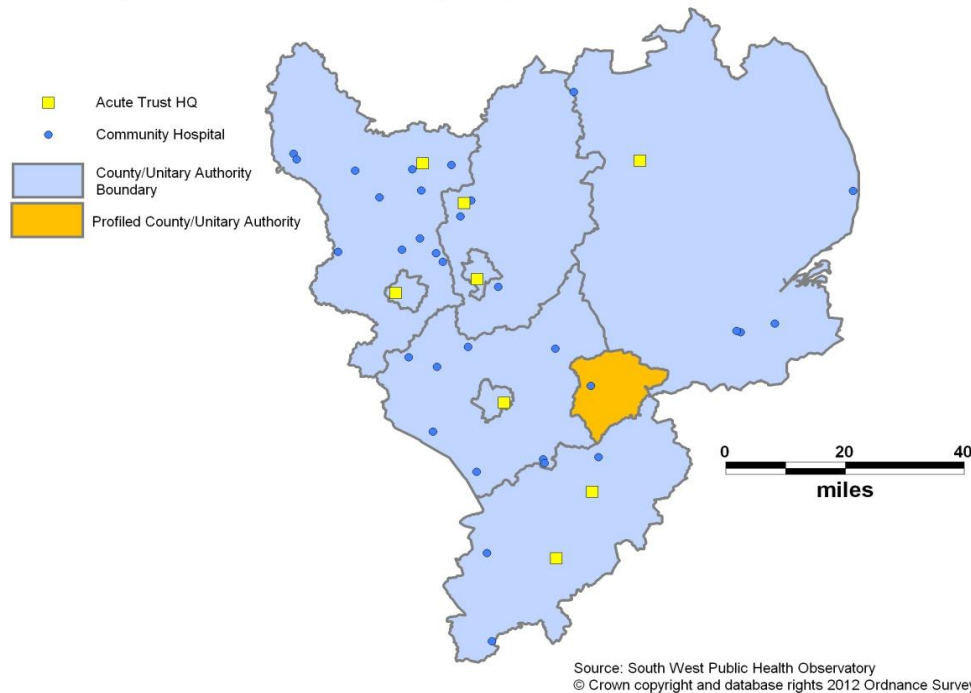 Acute Trust HQ
Community Hospital
County/Unitary Authority
Boundary
Profiled County/Unitary Authority
0 20 40
miles
Source: South West Public Health Observatory
© Crown copyright and database rights 2012 Ordnance Survey